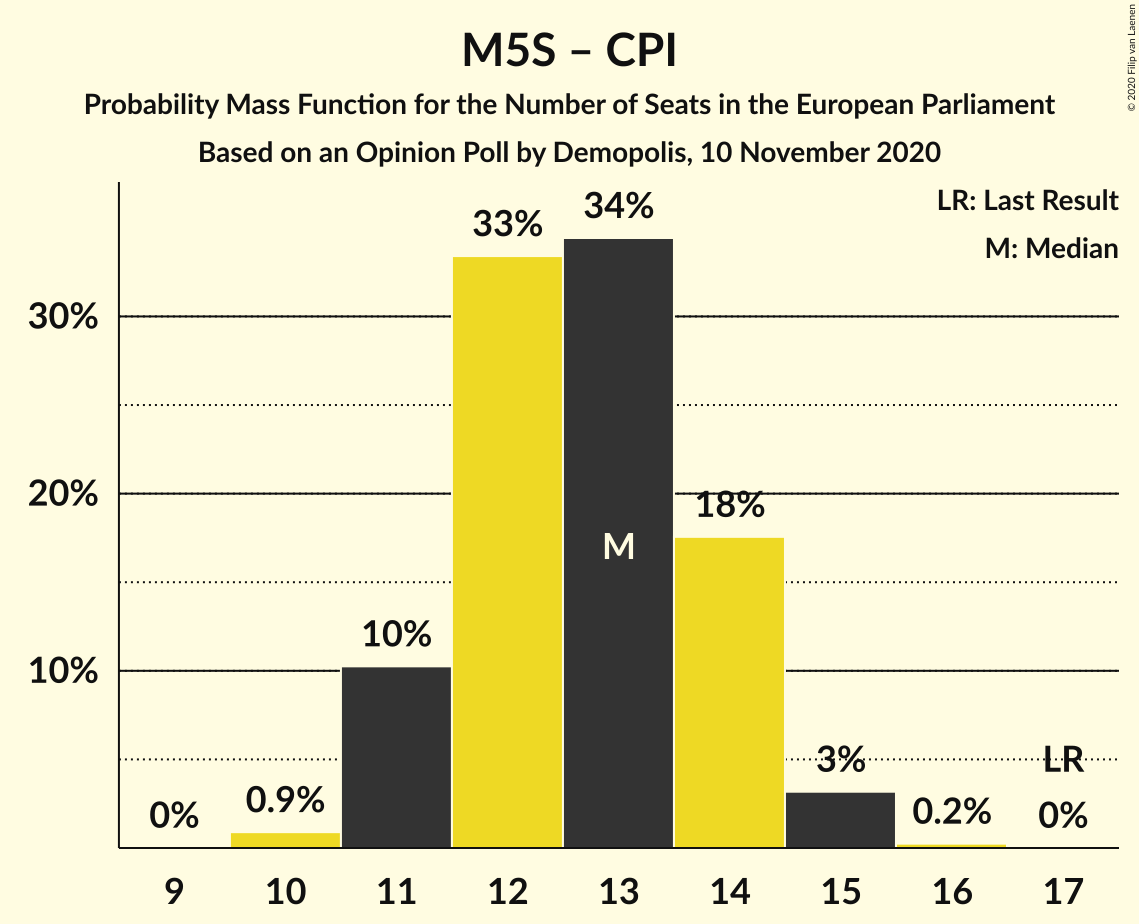 M5S – CPI
Probability Mass Function for the Number of Seats in the European Parliament
Based on an Opinion Poll by Demopolis, 10 November 2020
© 2020 Filip van Laenen
LR: Last Result
M: Median
34%
33%
30%
20%
18%
M
10%
10%
LR
3%
0.9%
0.2%
0%
0%
9 10 11 12 13 14 15 16 17